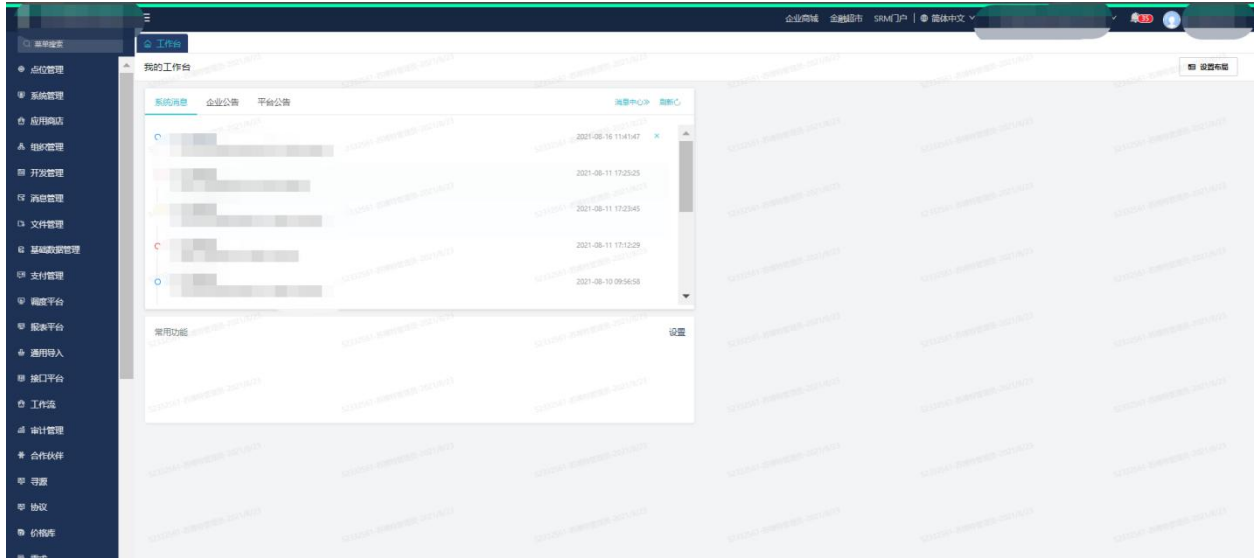 企业商城 金融超市 SRM门户 | 简体中文
35
菜单搜索
工作台
我的工作台
设置布局
点位管理
系统管理
应用商店
组织管理
开发管理
消息管理
文件管理
基础数据管理
支付管理
调度平台
报表平台
通用导入
接口平台
工作流
审计管理
合作伙伴
寻源
协议
价格库
系统消息 企业公告 平台公告 消息中心 刷新
2021-08-16 11:41:47
2021-08-11 17:25:25
2021-08-11 17:23:45
2021-08-11 17:12:29
2021-08-10 09:56:58
常用功能 设置